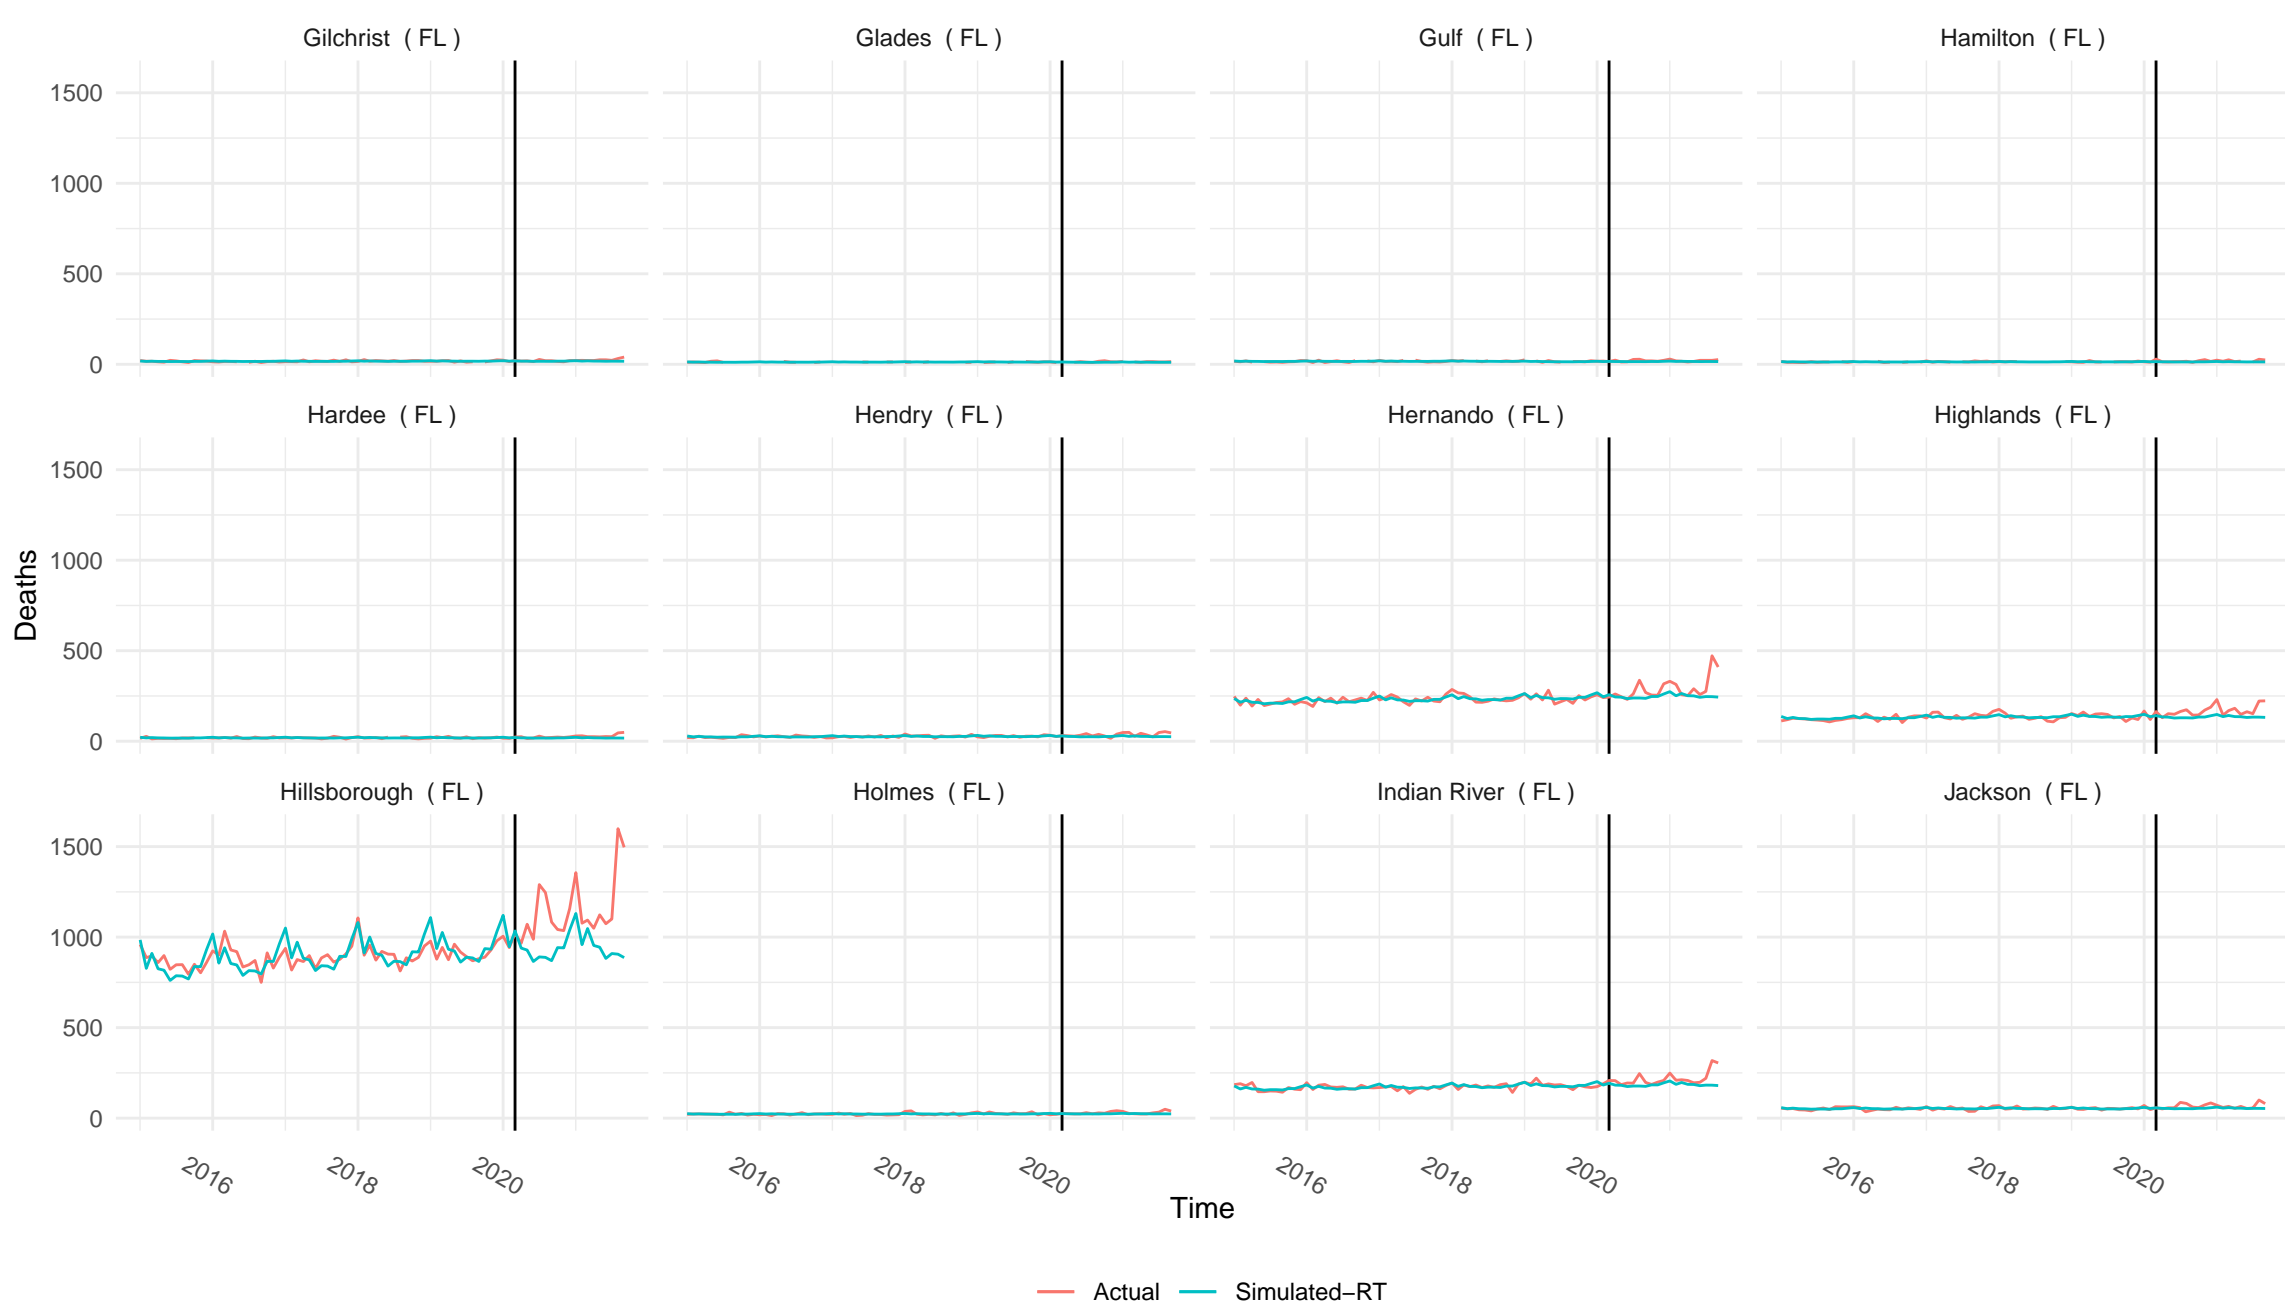 Gilchrist ( FL )
Glades ( FL )
Gulf ( FL )
Hamilton ( FL )
1500
1000
500
0
Hardee ( FL )
Hendry ( FL )
Hernando ( FL )
Highlands ( FL )
1500
1000
500
0
Deaths
Hillsborough ( FL )
Holmes ( FL )
Indian River ( FL )
Jackson ( FL )
1500
1000
500
0
2016 2018 2020
2016 2018 2020
2016 2018 2020
2016 2018 2020
Time
Actual Simulated−RT